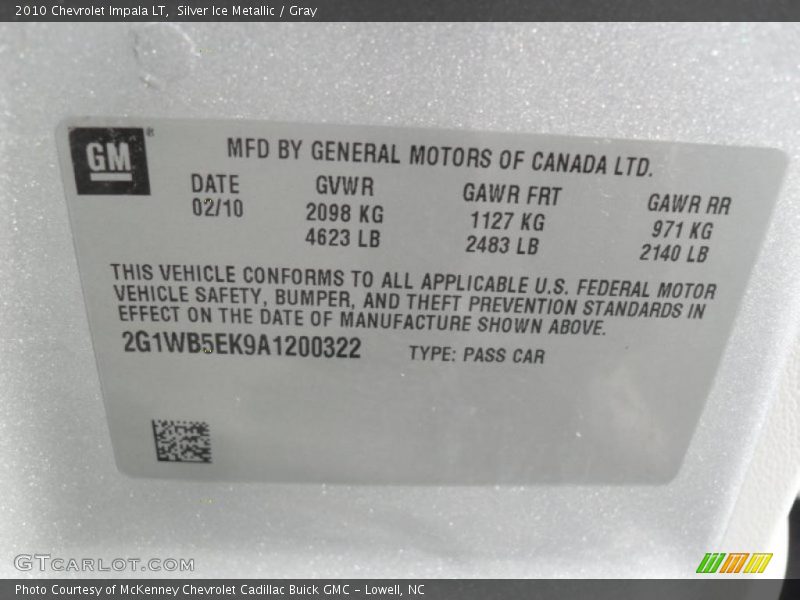 2010 Chevrolet Impala LT,  Silver Ice Metallic / Gray
GM®
MFD BY GENERAL MOTORS OF CANADA LTD.
DATE GVWR GAWR FRT GAWR RR
02/10 2098 KG 1127 KG 971 KG
4623 LB 2483 LB 2140 LB
THIS VEHICLE CONFORMS TO ALL APPLICABLE U.S. FEDERAL MOTOR
VEHICLE SAFETY, BUMPER, AND THEFT PREVENTION STANDARDS IN
EFFECT ON THE DATE OF MANUFACTURE SHOWN ABOVE.
2G1WB5EK9A1200322 TYPE: PASS CAR
GTCARLOT.COM
Photo Courtesy of McKenney Chevrolet Cadillac Buick GMC – Lowell, NC